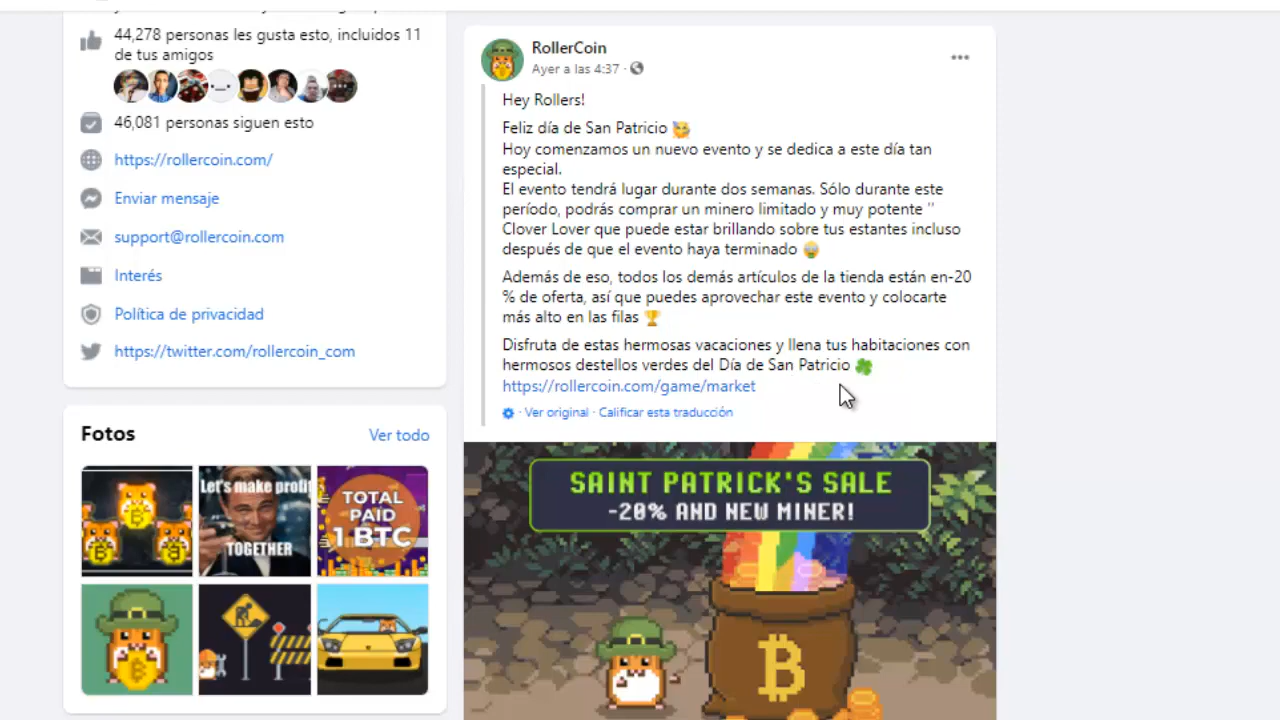 44,278 personas les gusta esto, incluidos 11
de tus amigos
46,081 personas siguen esto
https://rollercoin.com/
Enviar mensaje
support@rollercoin.com
Interés
Política de privacidad
https://twitter.com/rollercoin_com
Fotos
Ver todo
Let's make profit
TOGETHER
TOTAL
PAID
1 BTC
RollerCoin
Ayer a las 4:37 ·
Hey Rollers!
Feliz día de San Patricio
Hoy comenzamos un nuevo evento y se dedica a este día tan
especial.
El evento tendrá lugar durante dos semanas. Sólo durante este
período, podrás comprar un minero limitado y muy potente "
Clover Lover que puede estar brillando sobre tus estantes incluso
después de que el evento haya terminado
Además de eso, todos los demás artículos de la tienda están en-20
% de oferta, así que puedes aprovechar este evento y colocarte
más alto en las filas
Disfruta de estas hermosas vacaciones y llena tus habitaciones con
hermosos destellos verdes del Día de San Patricio
https://rollercoin.com/game/market
· Ver original · Calificar esta traducción
SAINT PATRICK'S SALE
-20% AND NEW MINER!